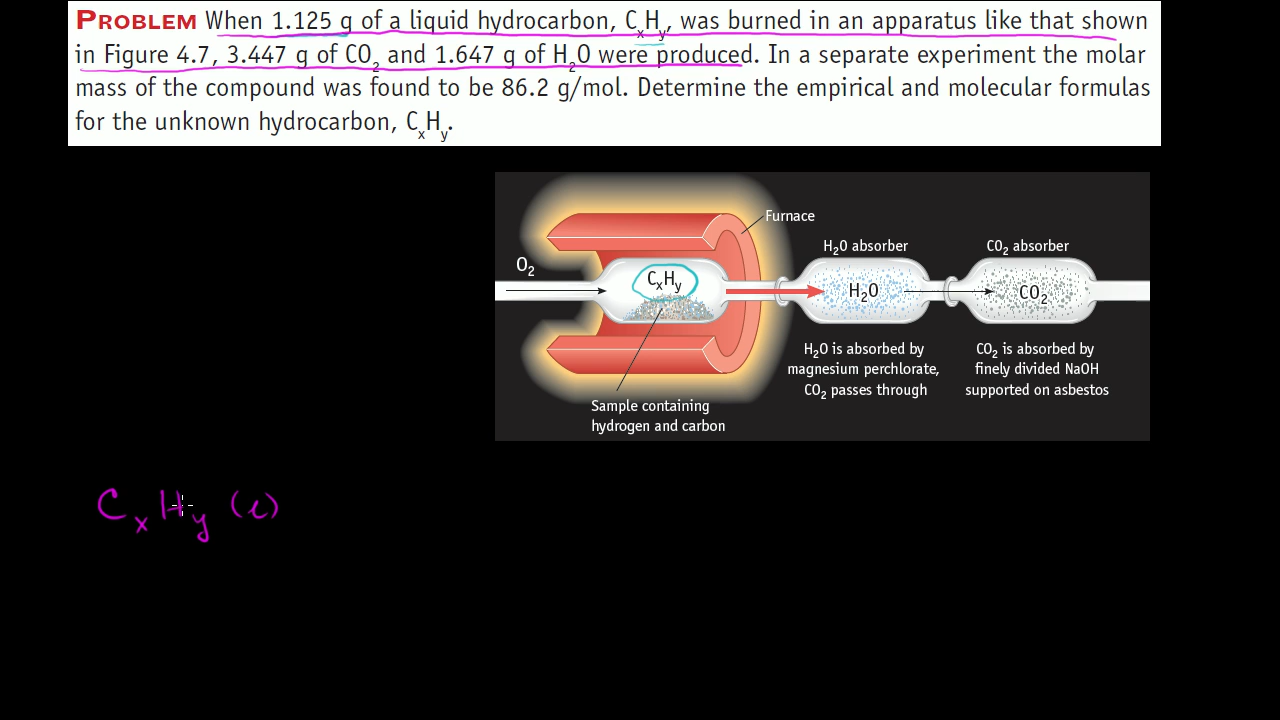 PROBLEM When 1.125 g of a liquid hydrocarbon, CxHy, was burned in an apparatus like that shown
in Figure 4.7, 3.447 g of CO2 and 1.647 g of H2O were produced. In a separate experiment the molar
mass of the compound was found to be 86.2 g/mol. Determine the empirical and molecular formulas
for the unknown hydrocarbon, CxHy.
Furnace
H2O absorber
CO2 absorber
O2
CxHy
H2O
CO2
H2O is absorbed by
magnesium perchlorate,
CO2 passes through
CO2 is absorbed by
finely divided NaOH
supported on asbestos
Sample containing
hydrogen and carbon
CxHy (l)